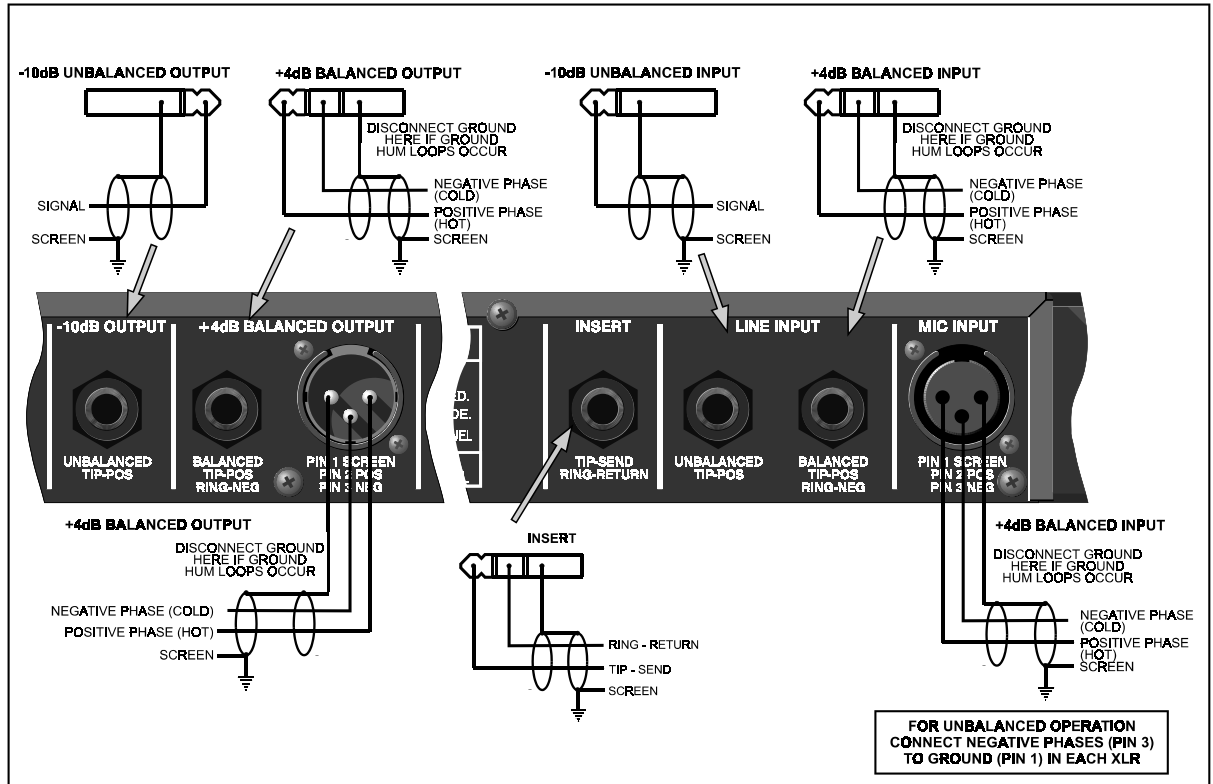 -10dB UNBALANCED OUTPUT
SIGNAL
SCREEN
+4dB BALANCED OUTPUT
DISCONNECT GROUND
HERE IF GROUND
HUM LOOPS OCCUR
NEGATIVE PHASE
(COLD)
POSITIVE PHASE
(HOT)
SCREEN
-10dB UNBALANCED INPUT
SIGNAL
SCREEN
+4dB BALANCED INPUT
DISCONNECT GROUND
HERE IF GROUND
HUM LOOPS OCCUR
NEGATIVE PHASE
(COLD)
POSITIVE PHASE
(HOT)
SCREEN
-10dB OUTPUT
UNBALANCED
TIP-POS
+4dB BALANCED OUTPUT
BALANCED
TIP-POS
RING-NEG
PIN 1 SCREEN
PIN 2 POS
PIN 3 NEG
INSERT
TIP-SEND
RING-RETURN
LINE INPUT
UNBALANCED
TIP-POS
BALANCED
TIP-POS
RING-NEG
MIC INPUT
PIN 1 SCREEN
PIN 2 POS
PIN 3 NEG
+4dB BALANCED OUTPUT
DISCONNECT GROUND
HERE IF GROUND
HUM LOOPS OCCUR
NEGATIVE PHASE (COLD)
POSITIVE PHASE (HOT)
SCREEN
INSERT
RING - RETURN
TIP - SEND
SCREEN
+4dB BALANCED INPUT
DISCONNECT GROUND
HERE IF GROUND
HUM LOOPS OCCUR
NEGATIVE PHASE
(COLD)
POSITIVE PHASE
(HOT)
SCREEN
FOR UNBALANCED OPERATION
CONNECT NEGATIVE PHASES (PIN 3)
TO GROUND (PIN 1) IN EACH XLR